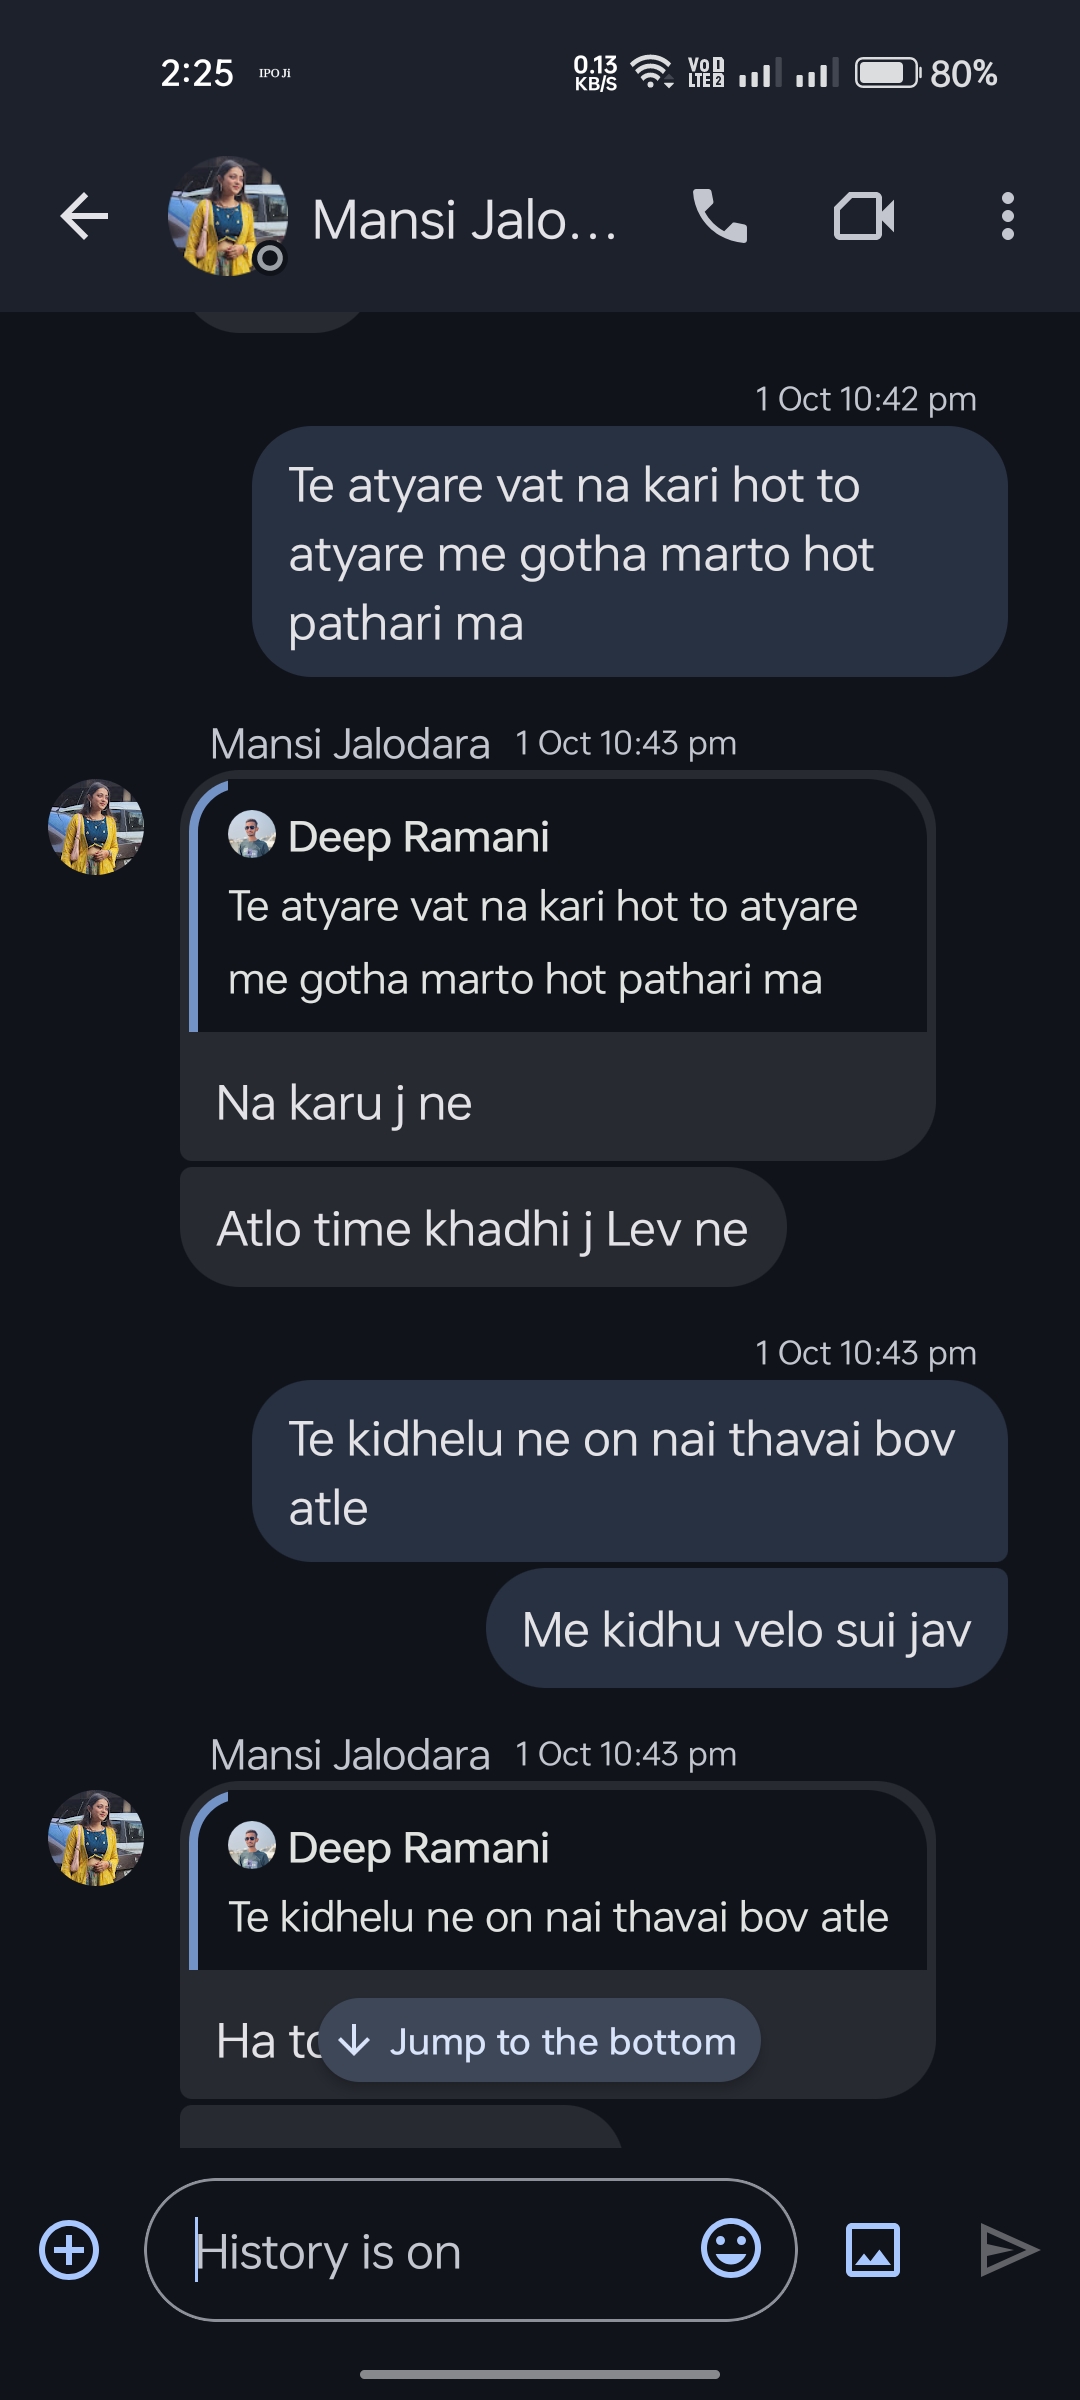 2:25 IPO Ji 0.13 KB/S Vo LTE 2 80%
Mansi Jalo...
1 Oct 10:42 pm
Te atyare vat na kari hot to
atyare me gotha marto hot
pathari ma
Mansi Jalodara 1 Oct 10:43 pm
Deep Ramani
Te atyare vat na kari hot to atyare
me gotha marto hot pathari ma
Na karu j ne
Atlo time khadhi j Lev ne
1 Oct 10:43 pm
Te kidhelu ne on nai thavai bov
atle
Me kidhu velo sui jav
Mansi Jalodara 1 Oct 10:43 pm
Deep Ramani
Te kidhelu ne on nai thavai bov atle
Ha
Jump to the bottom
History is on